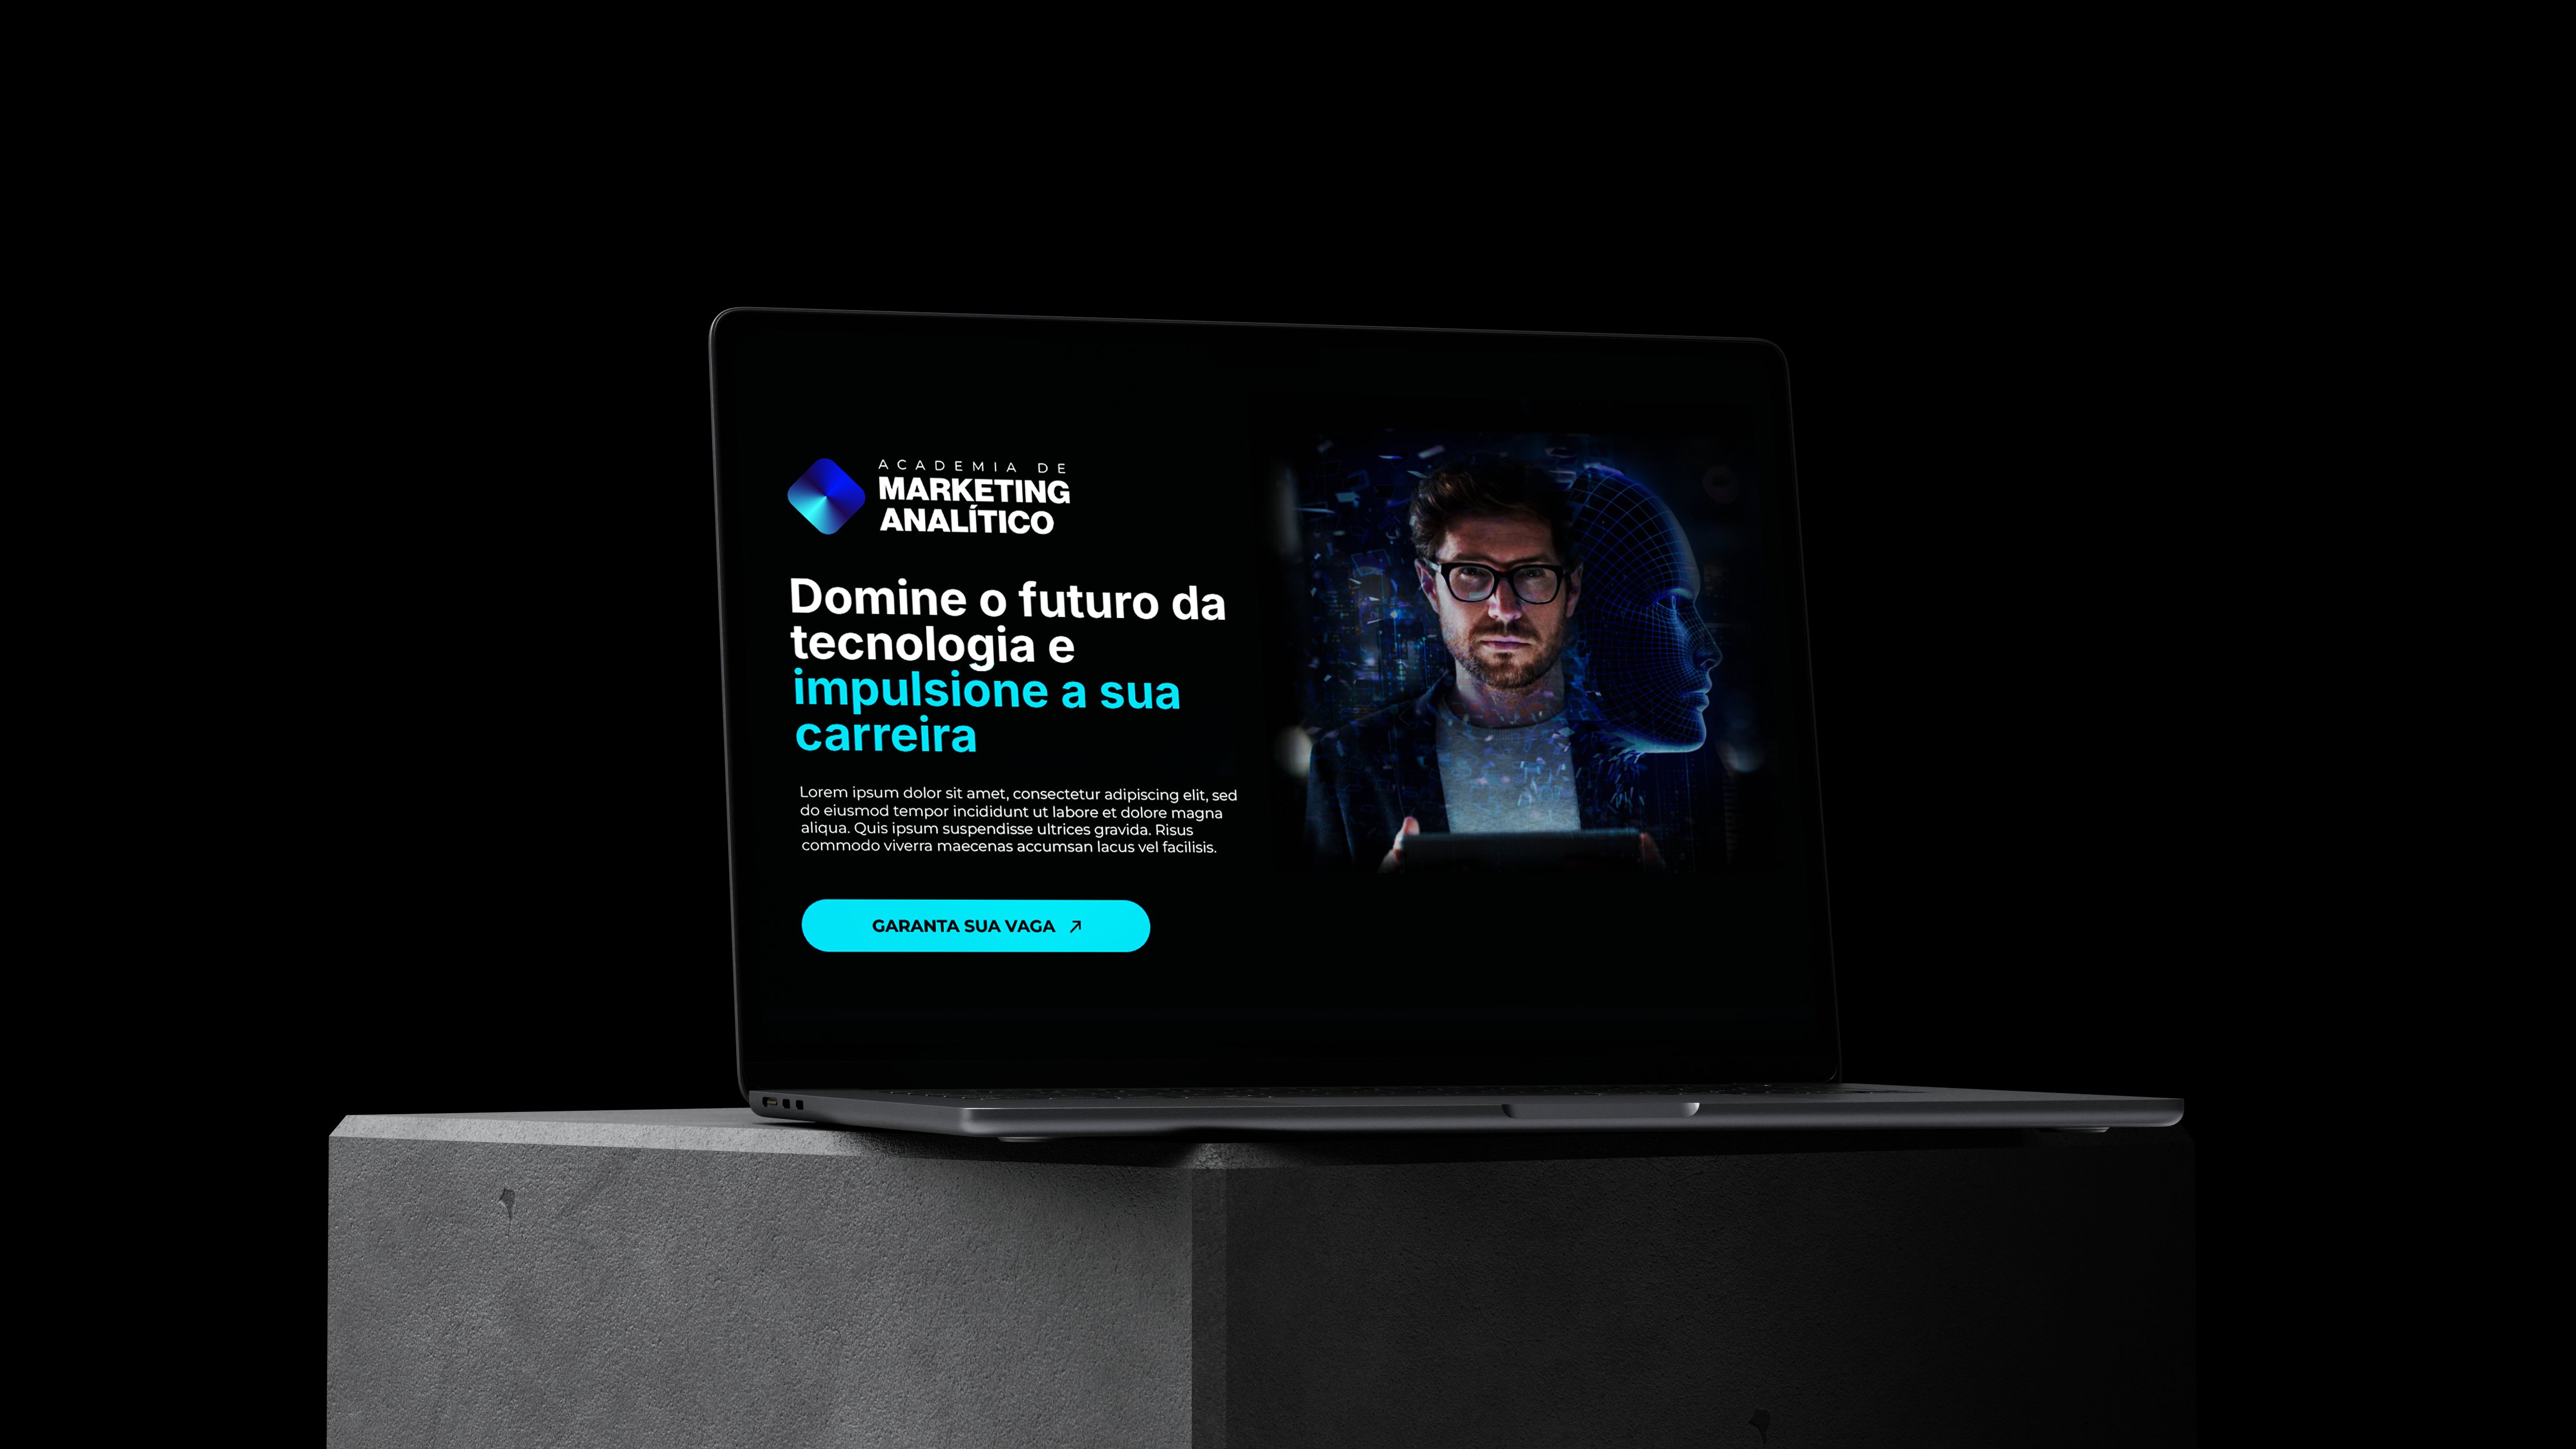 ACADEMIA DE
MARKETING
ANALÍTICO
Domine o futuro da
tecnologia e
impulsione a sua
carreira
Lorem ipsum dolor sit amet, consectetur adipiscing elit, sed
do eiusmod tempor incididunt ut labore et dolore magna
aliqua. Quis ipsum suspendisse ultrices gravida. Risus
commodo viverra maecenas accumsan lacus vel facilisis.
GARANTA SUA VAGA